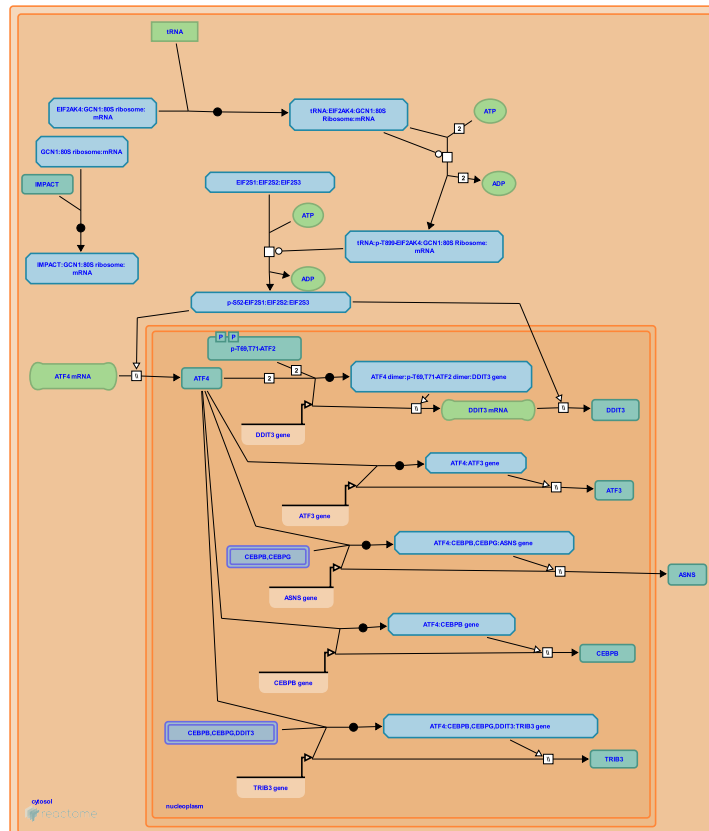 tRNA
EIF2AK4:GCN1:80S ribosome:
mRNA
tRNA:EIF2AK4:GCN1:80S
Ribosome:mRNA
ATP
2
GCN1:80S ribosome:mRNA
IMPACT
EIF2S1:EIF2S2:EIF2S3
2
ADP
ATP
tRNA:p-T899-EIF2AK4:GCN1:80S Ribosome:
mRNA
IMPACT:GCN1:80S ribosome:
mRNA
ADP
p-S52-EIF2S1:EIF2S2:EIF2S3
P P
p-T69,T71-ATF2
ATF4 mRNA
ATF4
2
2
ATF4 dimer:p-T69,T71-ATF2 dimer:DDIT3 gene
DDIT3 mRNA
DDIT3
DDIT3 gene
ATF4:ATF3 gene
ATF3
ATF3 gene
CEBPB,CEBPG
ATF4:CEBPB,CEBPG:ASNS gene
ASNS
ASNS gene
ATF4:CEBPB gene
CEBPB
CEBPB gene
CEBPB,CEBPG,DDIT3
ATF4:CEBPB,CEBPG,DDIT3:TRIB3 gene
TRIB3
TRIB3 gene
cytosol
nucleoplasm
reactome